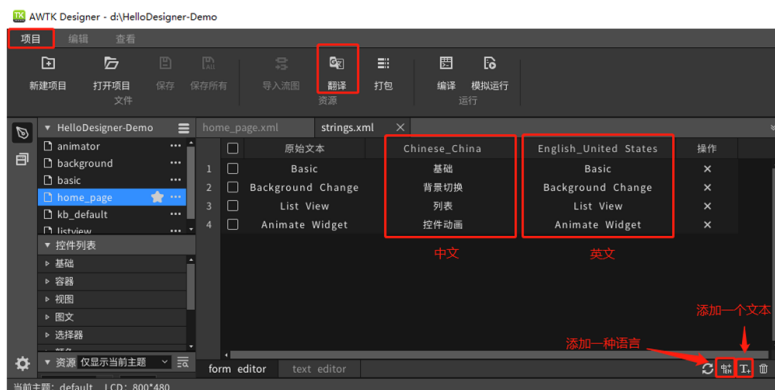 AWTK Designer - d:\HelloDesigner-Demo
项目 编辑 查看
新建项目 打开项目 保存 保存所有 导入流图 翻译 打包 编译 模拟运行
文件 资源 运行
HelloDesigner-Demo
home_page.xml strings.xml
animator
background
basic
home_page
kb_default
listview
原始文本 Chinese_China English_United States 操作
1 Basic 基础 Basic
2 Background Change 背景切换 Background Change
3 List View 列表 List View
4 Animate Widget 控件动画 Animate Widget
中文 英文
控件列表
基础
容器
视图
图文
选择器
添加一个文本
添加一种语言
资源 仅显示当前主题
form editor text editor
当前主题: default LCD: 800*480